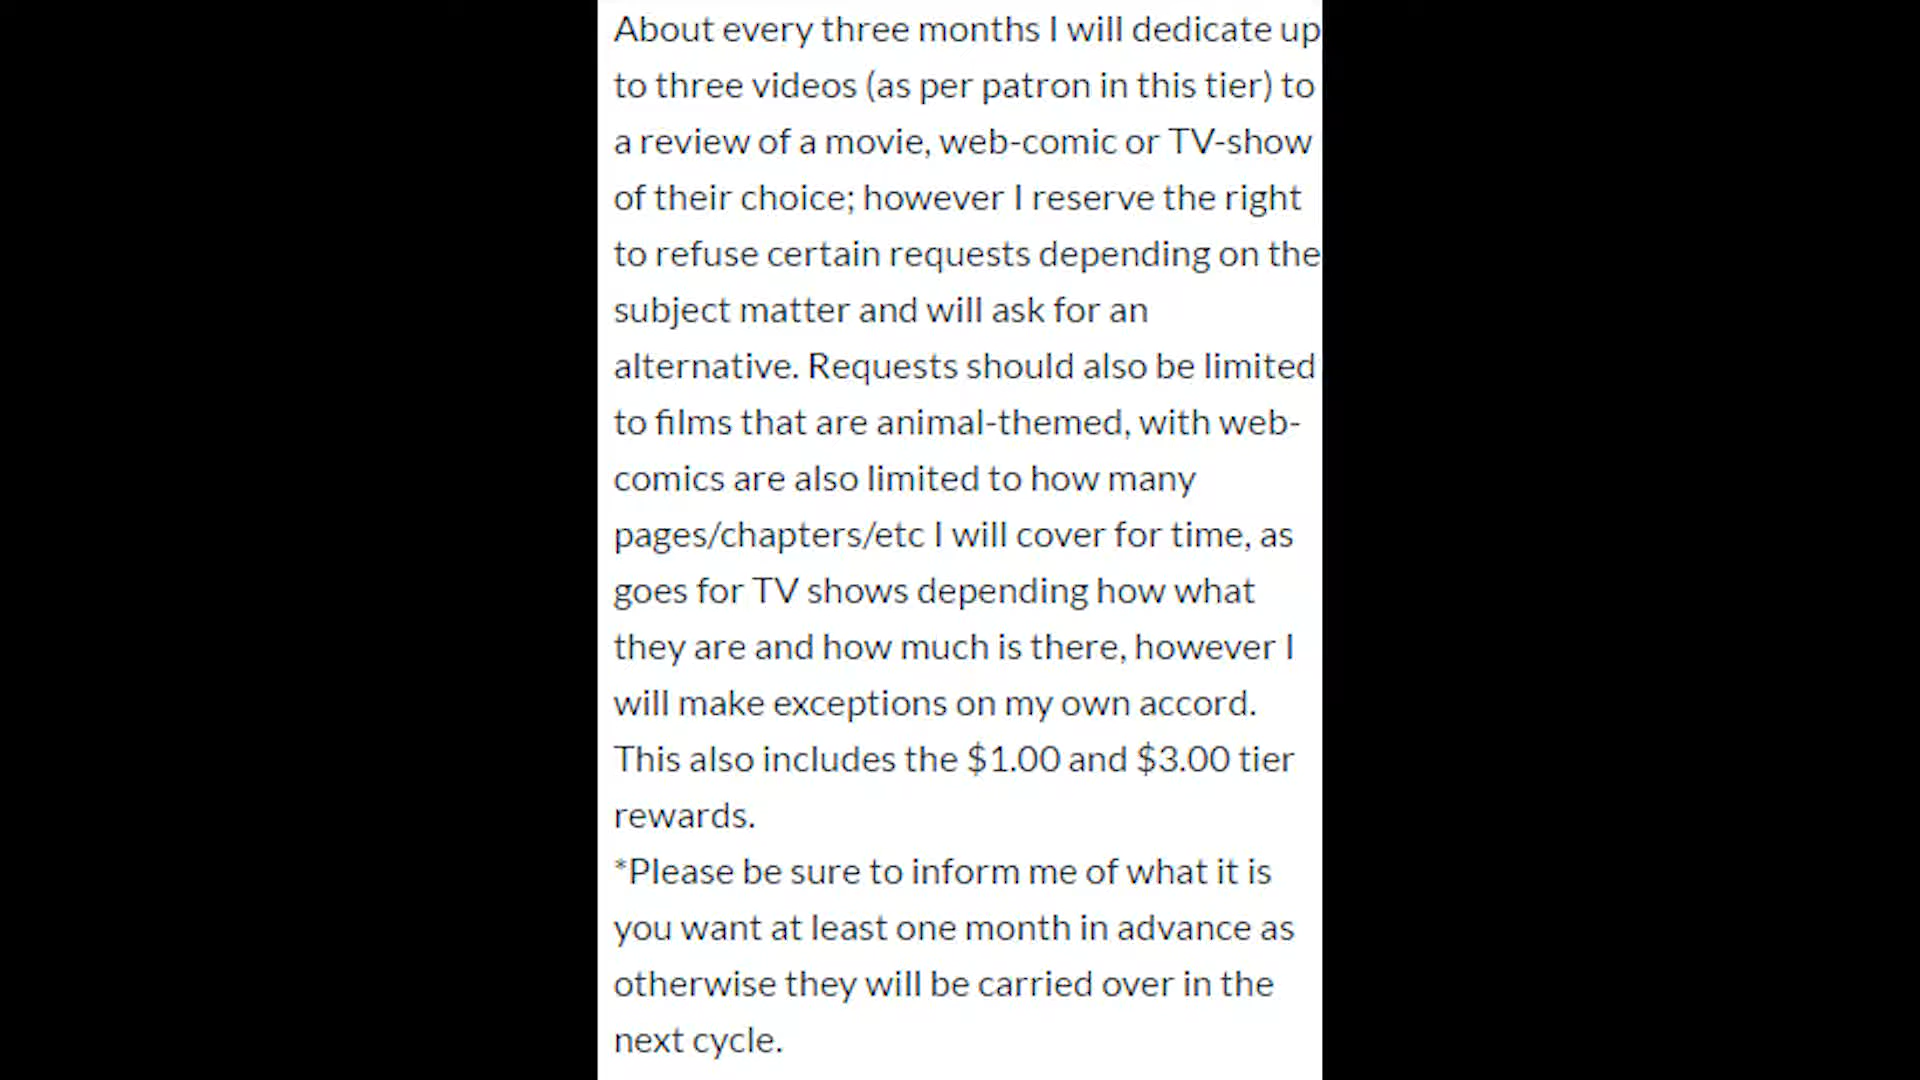 About every three months I will dedicate up
to three videos (as per patron in this tier) to
a review of a movie, web-comic or TV-show
of their choice; however I reserve the right
to refuse certain requests depending on the
subject matter and will ask for an
alternative. Requests should also be limited
to films that are animal-themed, with web-
comics are also limited to how many
pages/chapters/etc I will cover for time, as
goes for TV shows depending how what
they are and how much is there, however I
will make exceptions on my own accord.
This also includes the $1.00 and $3.00 tier
rewards.
*Please be sure to inform me of what it is
you want at least one month in advance as
otherwise they will be carried over in the
next cycle.